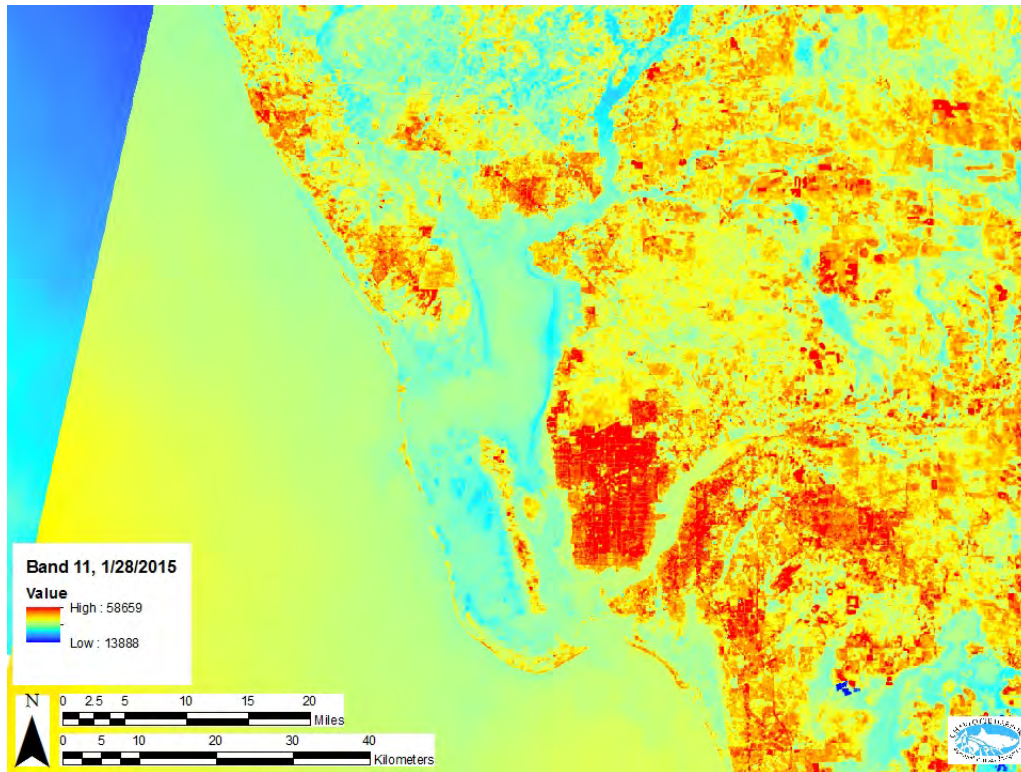 Band 11, 1/28/2015
Value
High : 58659
Low : 13888
N
0 2.5 5 10 15 20
Miles
0 5 10 20 30 40
Kilometers